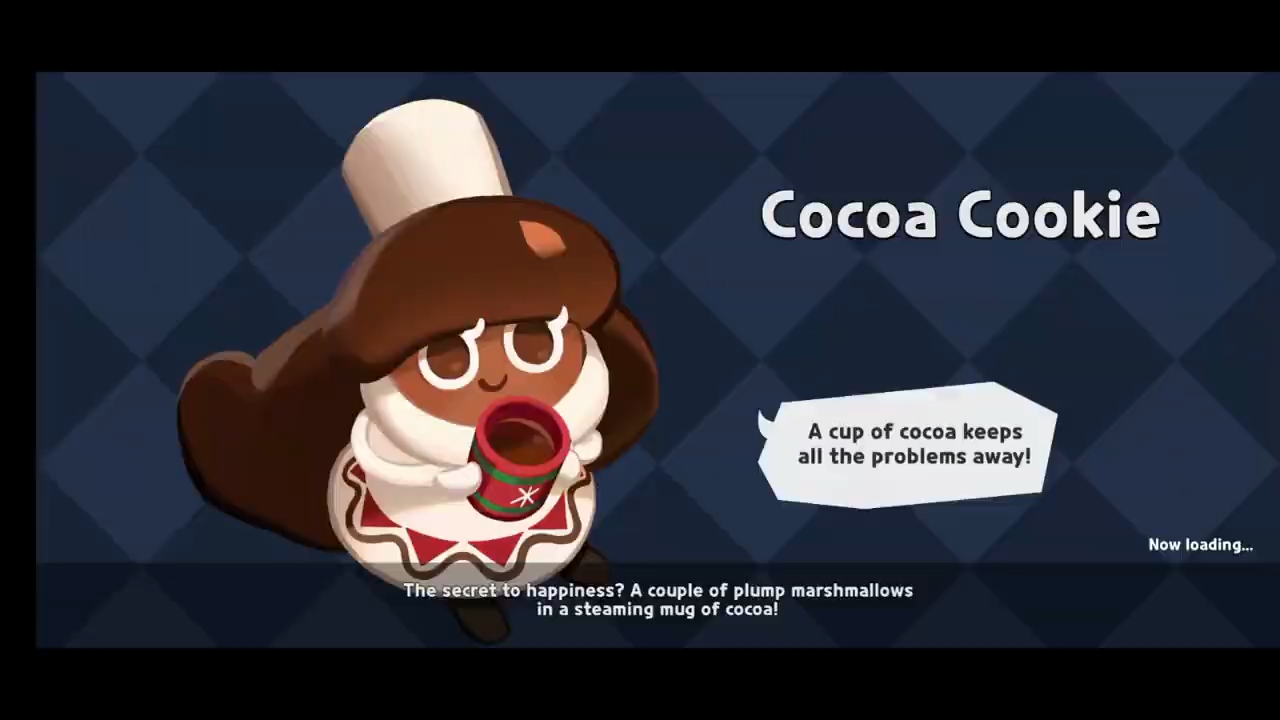 Cocoa Cookie
A cup of cocoa keeps
all the problems away!
Now loading...
The secret to happiness? A couple of plump marshmallows
in a steaming mug of cocoa!